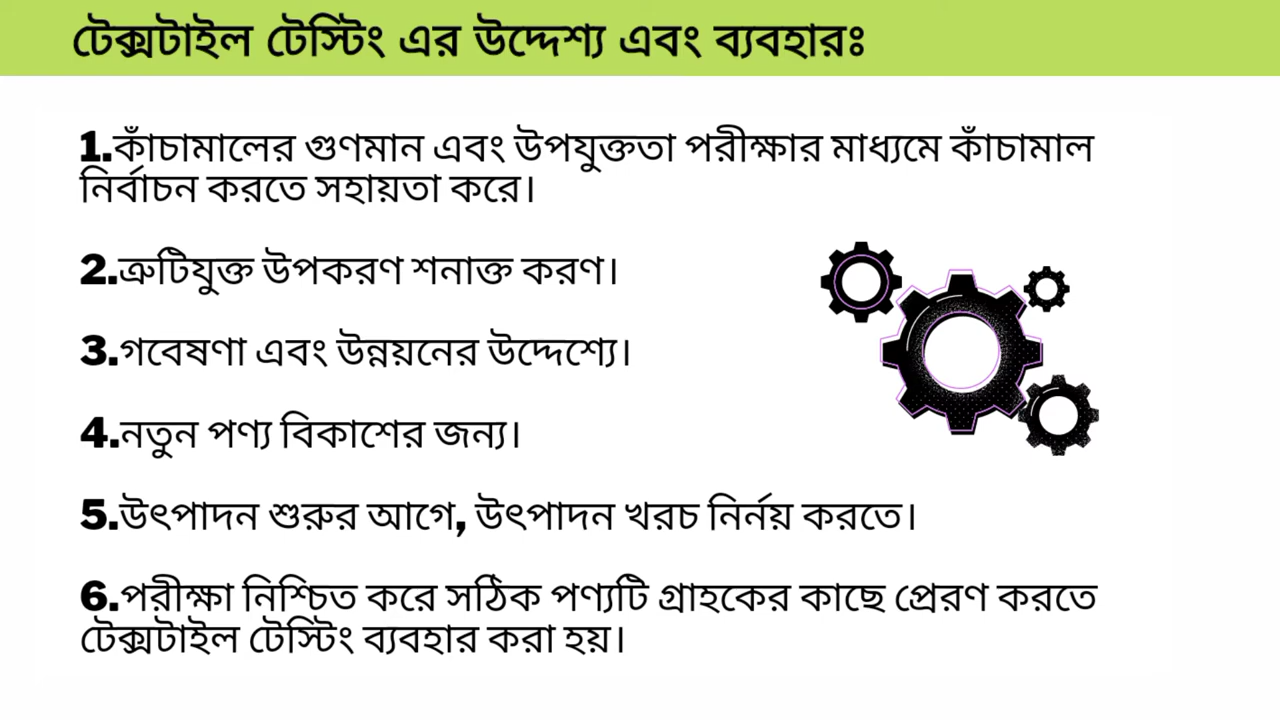 টেক্সটাইল টেস্টিং এর উদ্দেশ্য এবং ব্যবহারঃ
1.কাঁচামালের গুণমান এবং উপযুক্ততা পরীক্ষার মাধ্যমে কাঁচামাল
নির্বাচন করতে সহায়তা করে।
2.ত্রুটিযুক্ত উপকরণ শনাক্ত করণ।
3.গবেষণা এবং উন্নয়নের উদ্দেশ্যে।
4.নতুন পণ্য বিকাশের জন্য।
5.উৎপাদন শুরুর আগে, উৎপাদন খরচ নির্নয় করতে।
6.পরীক্ষা নিশ্চিত করে সঠিক পণ্যটি গ্রাহকের কাছে প্রেরণ করতে
টেক্সটাইল টেস্টিং ব্যবহার করা হয়।